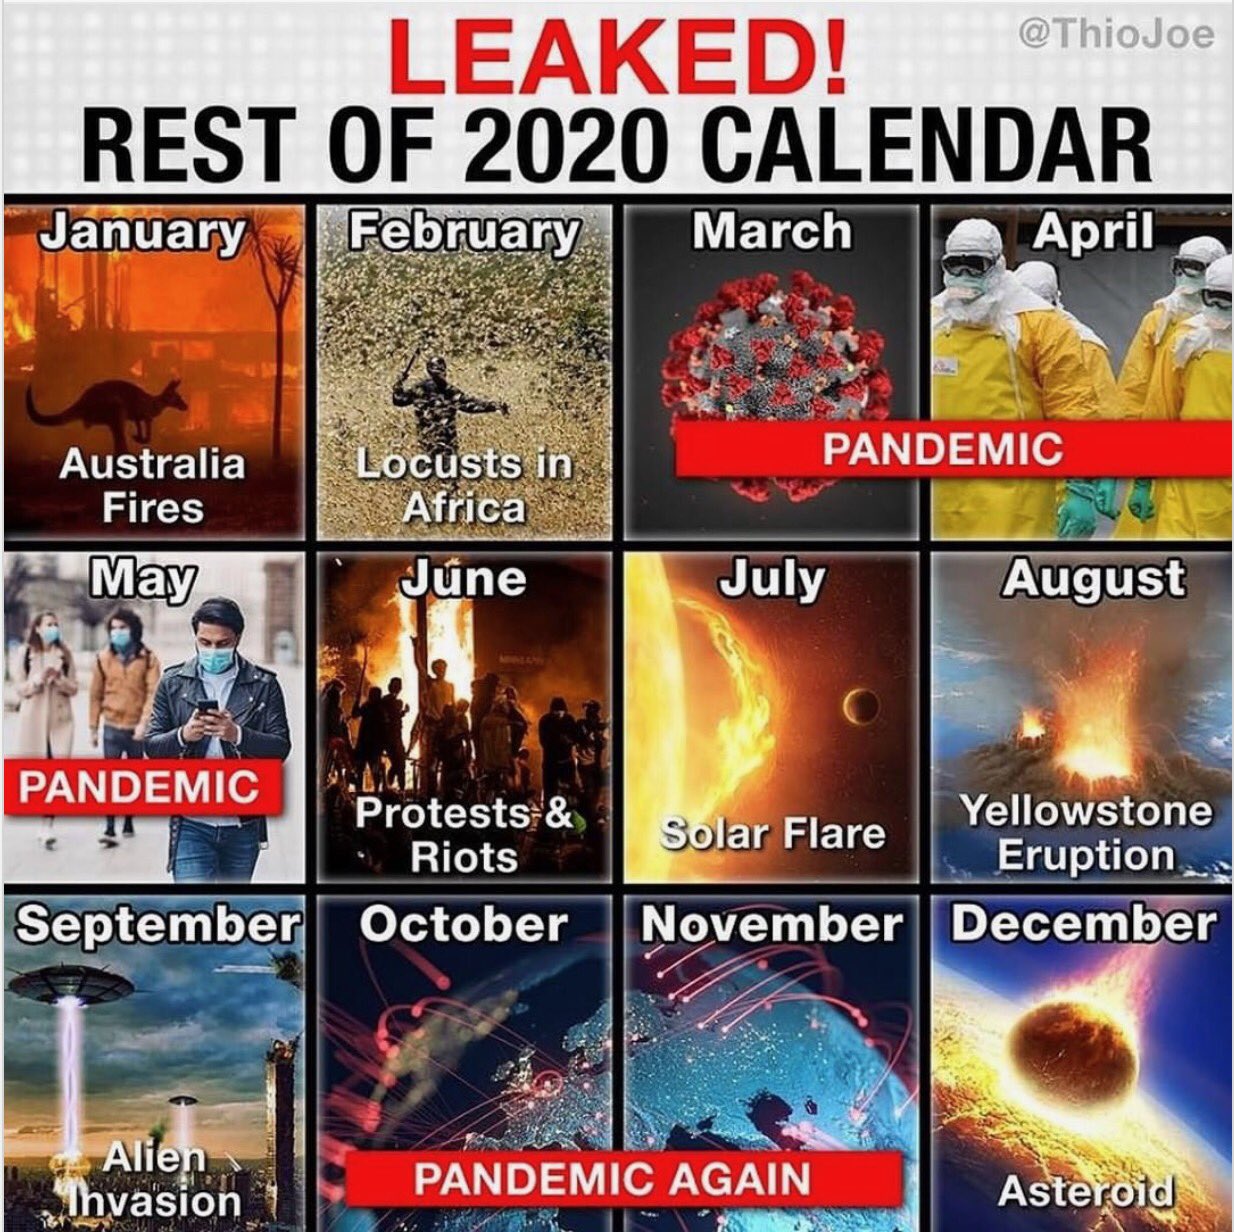 LEAKED!
@ThioJoe
REST OF 2020 CALENDAR
January
Australia
Fires
February
Locusts in
Africa
March
April
PANDEMIC
May
PANDEMIC
June
Protests &
Riots
July
Solar Flare
August
Yellowstone
Eruption
September
Alien
Invasion
October
November
PANDEMIC AGAIN
December
Asteroid